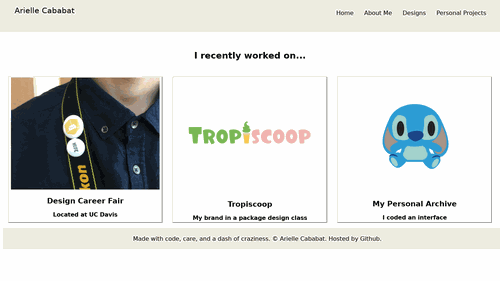 Arielle Cababat
Home About Me Designs Personal Projects
I recently worked on...
kon
TROPISCOOP
Design Career Fair
Located at UC Davis
Tropiscoop
My brand in a package design class
My Personal Archive
I coded an interface
Made with code, care, and a dash of craziness. © Arielle Cababat. Hosted by Github.